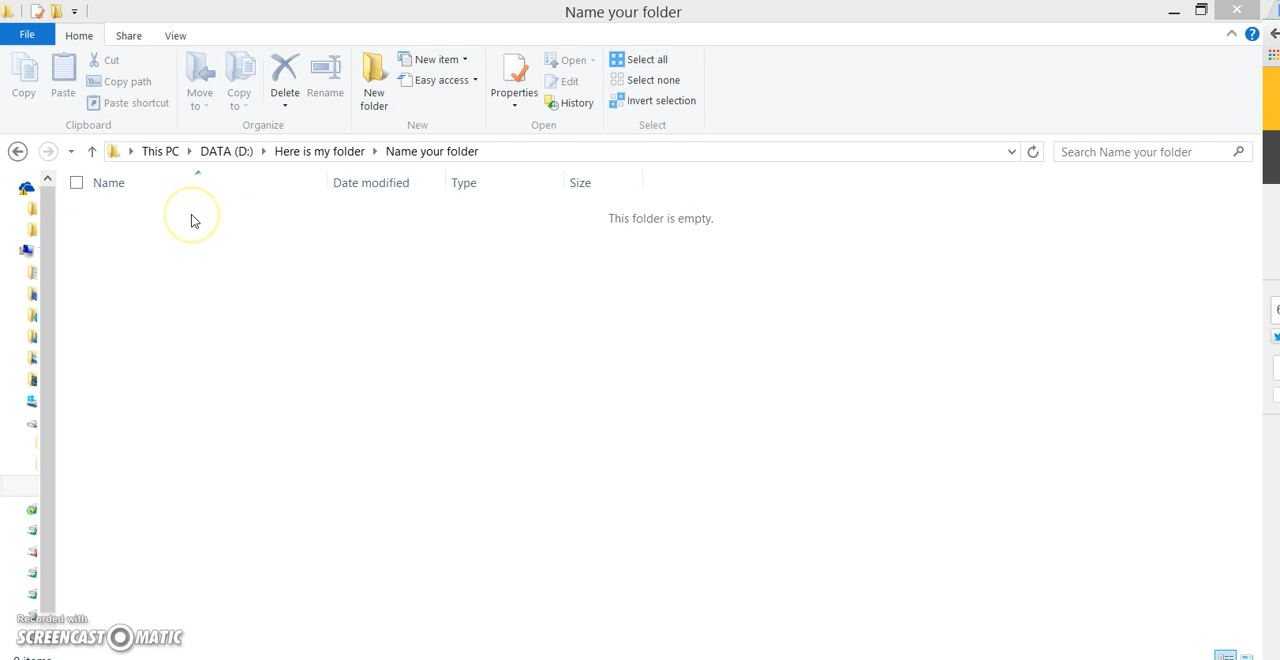 Name your folder
File Home Share View
Copy
Paste
Cut
Copy path
Paste shortcut
Clipboard
Move to
Copy to
Delete
Rename
Organize
New folder
New item
Easy access
New
Properties
Open
Edit
History
Open
Select all
Select none
Invert selection
Select
This PC DATA (D:) Here is my folder Name your folder
Search Name your folder
Name Date modified Type Size
This folder is empty.
Recorded with
SCREENCAST MATIC
0 items